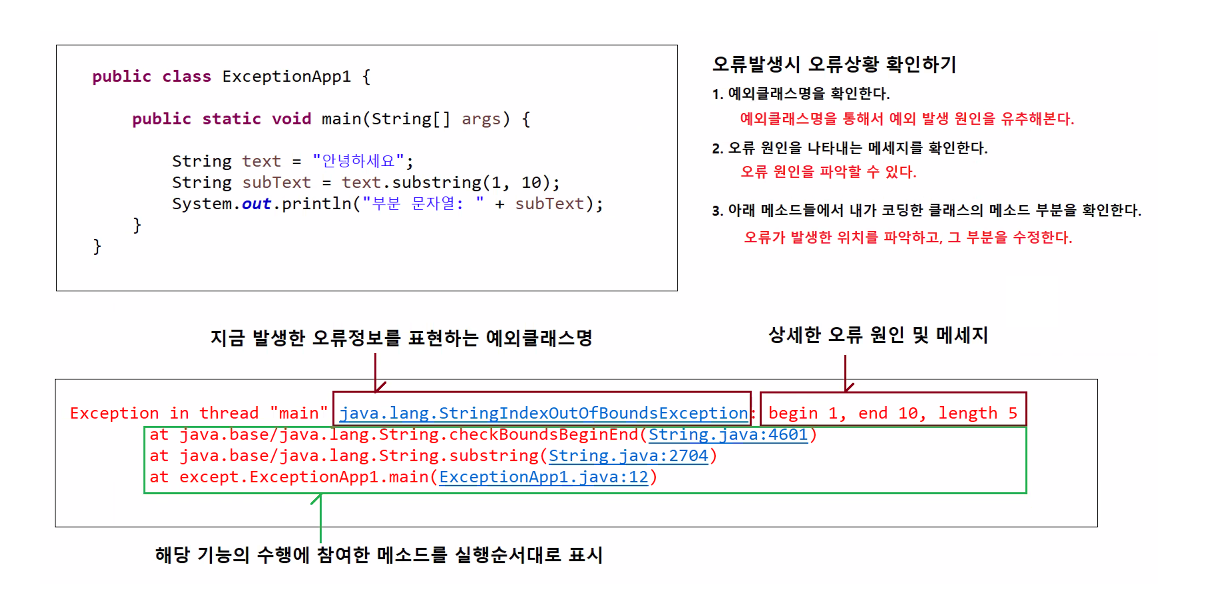 public class ExceptionApp1 {
public static void main(String[] args) {
String text = "안녕하세요";
String subText = text.substring(1, 10);
System.out.println("부분 문자열: " + subText);
}
}
오류발생시 오류상황 확인하기
1. 예외클래스명을 확인한다.
예외클래스명을 통해서 예외 발생 원인을 유추해본다.
2. 오류 원인을 나타내는 메세지를 확인한다.
오류 원인을 파악할 수 있다.
3. 아래 메소드들에서 내가 코딩한 클래스의 메소드 부분을 확인한다.
오류가 발생한 위치를 파악하고, 그 부분을 수정한다.
지금 발생한 오류정보를 표현하는 예외클래스명
상세한 오류 원인 및 메세지
Exception in thread "main" java.lang.StringIndexOutOfBoundsException: begin 1, end 10, length 5
at java.base/java.lang.String.checkBoundsBeginEnd(String.java:4601)
at java.base/java.lang.String.substring(String.java:2704)
at except.ExceptionApp1.main(ExceptionApp1.java:12)
해당 기능의 수행에 참여한 메소드를 실행순서대로 표시